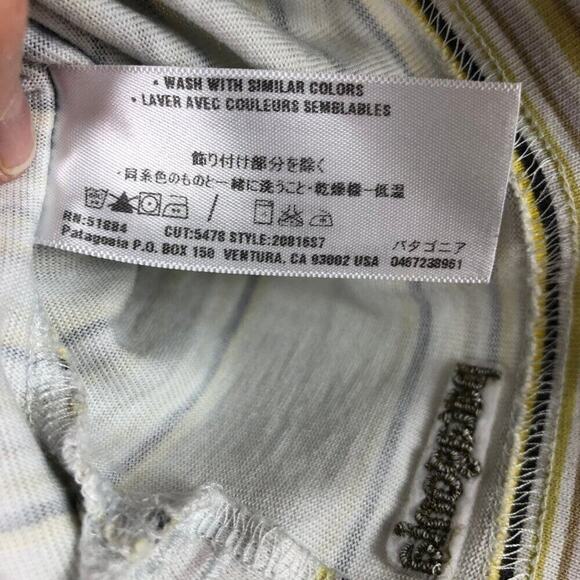 • WASH WITH SIMILAR COLORS
• LAVER AVEC COULEURS SEMBLABLES
飾り付け部分を除く
・同系色のものと一緒に洗うこと・乾燥機一低温
RN:51884 CUT:5478 STYLE:20816S7 パタゴニア
Patagonia P.O. BOX 150 VENTURA, CA 93002 USA 0467238961
patagonia